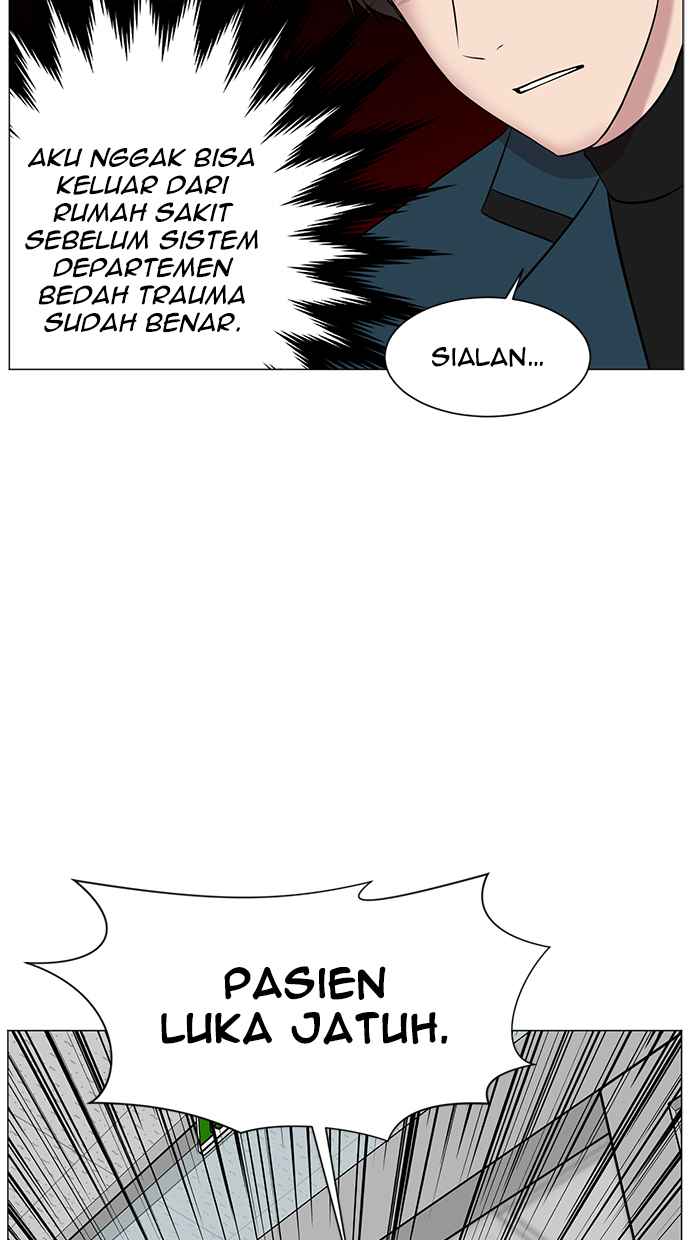 AKU NGGAK BISA
KELUAR DARI
RUMAH SAKIT
SEBELUM SISTEM
DEPARTEMEN
BEDAH TRAUMA
SUDAH BENAR.
SIALAN...
PASIEN
LUKA JATUH.